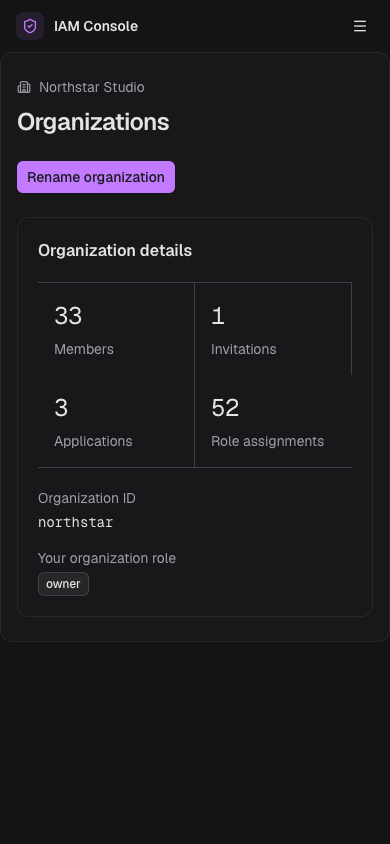 IAM Console
Northstar Studio
Organizations
Rename organization
Organization details
33
Members
1
Invitations
3
Applications
52
Role assignments
Organization ID
northstar
Your organization role
owner